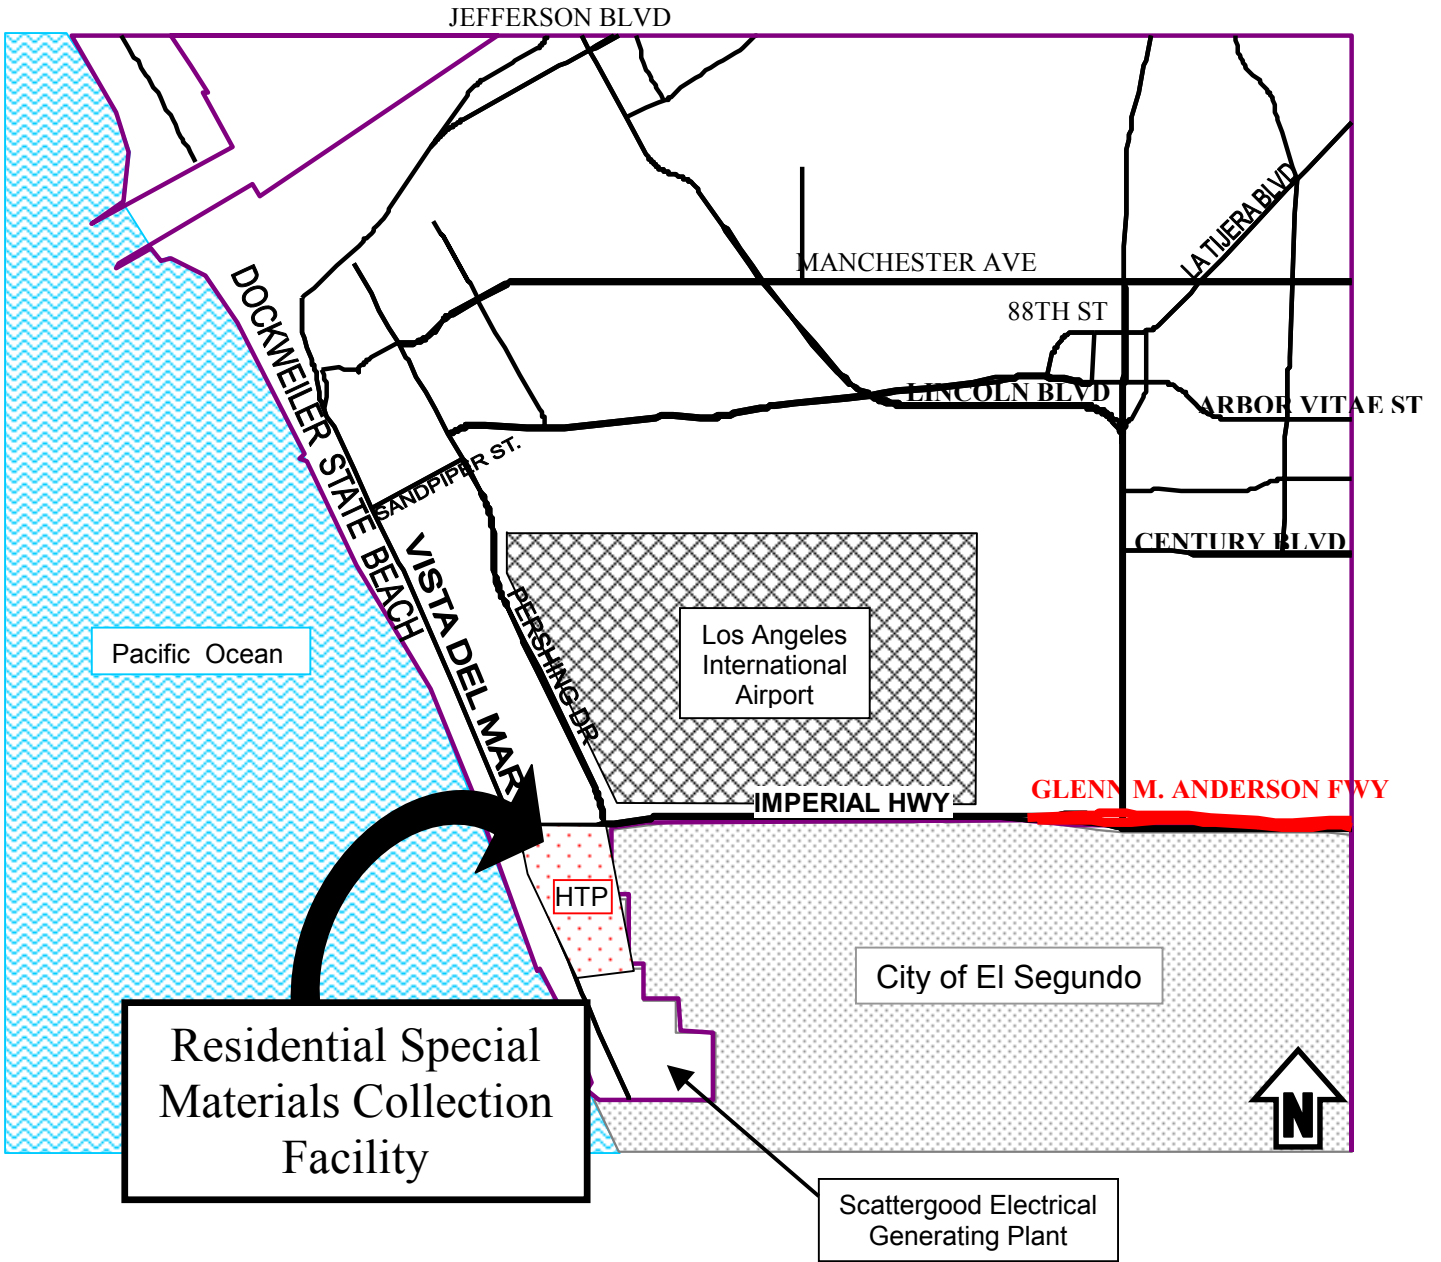 JEFFERSON BLVD
LA TIJERA BLVD
MANCHESTER AVE
88TH ST
DOCKWEILER STATE BEACH
LINCOLN BLVD
ARBOR VITAE ST
SANDPIPER ST.
CENTURY BLVD
VISTA DEL MAR
PERSHING DR
Pacific Ocean
Los Angeles
International
Airport
GLENN M. ANDERSON FWY
IMPERIAL HWY
HTP
City of El Segundo
Residential Special
Materials Collection
Facility
N
Scattergood Electrical
Generating Plant